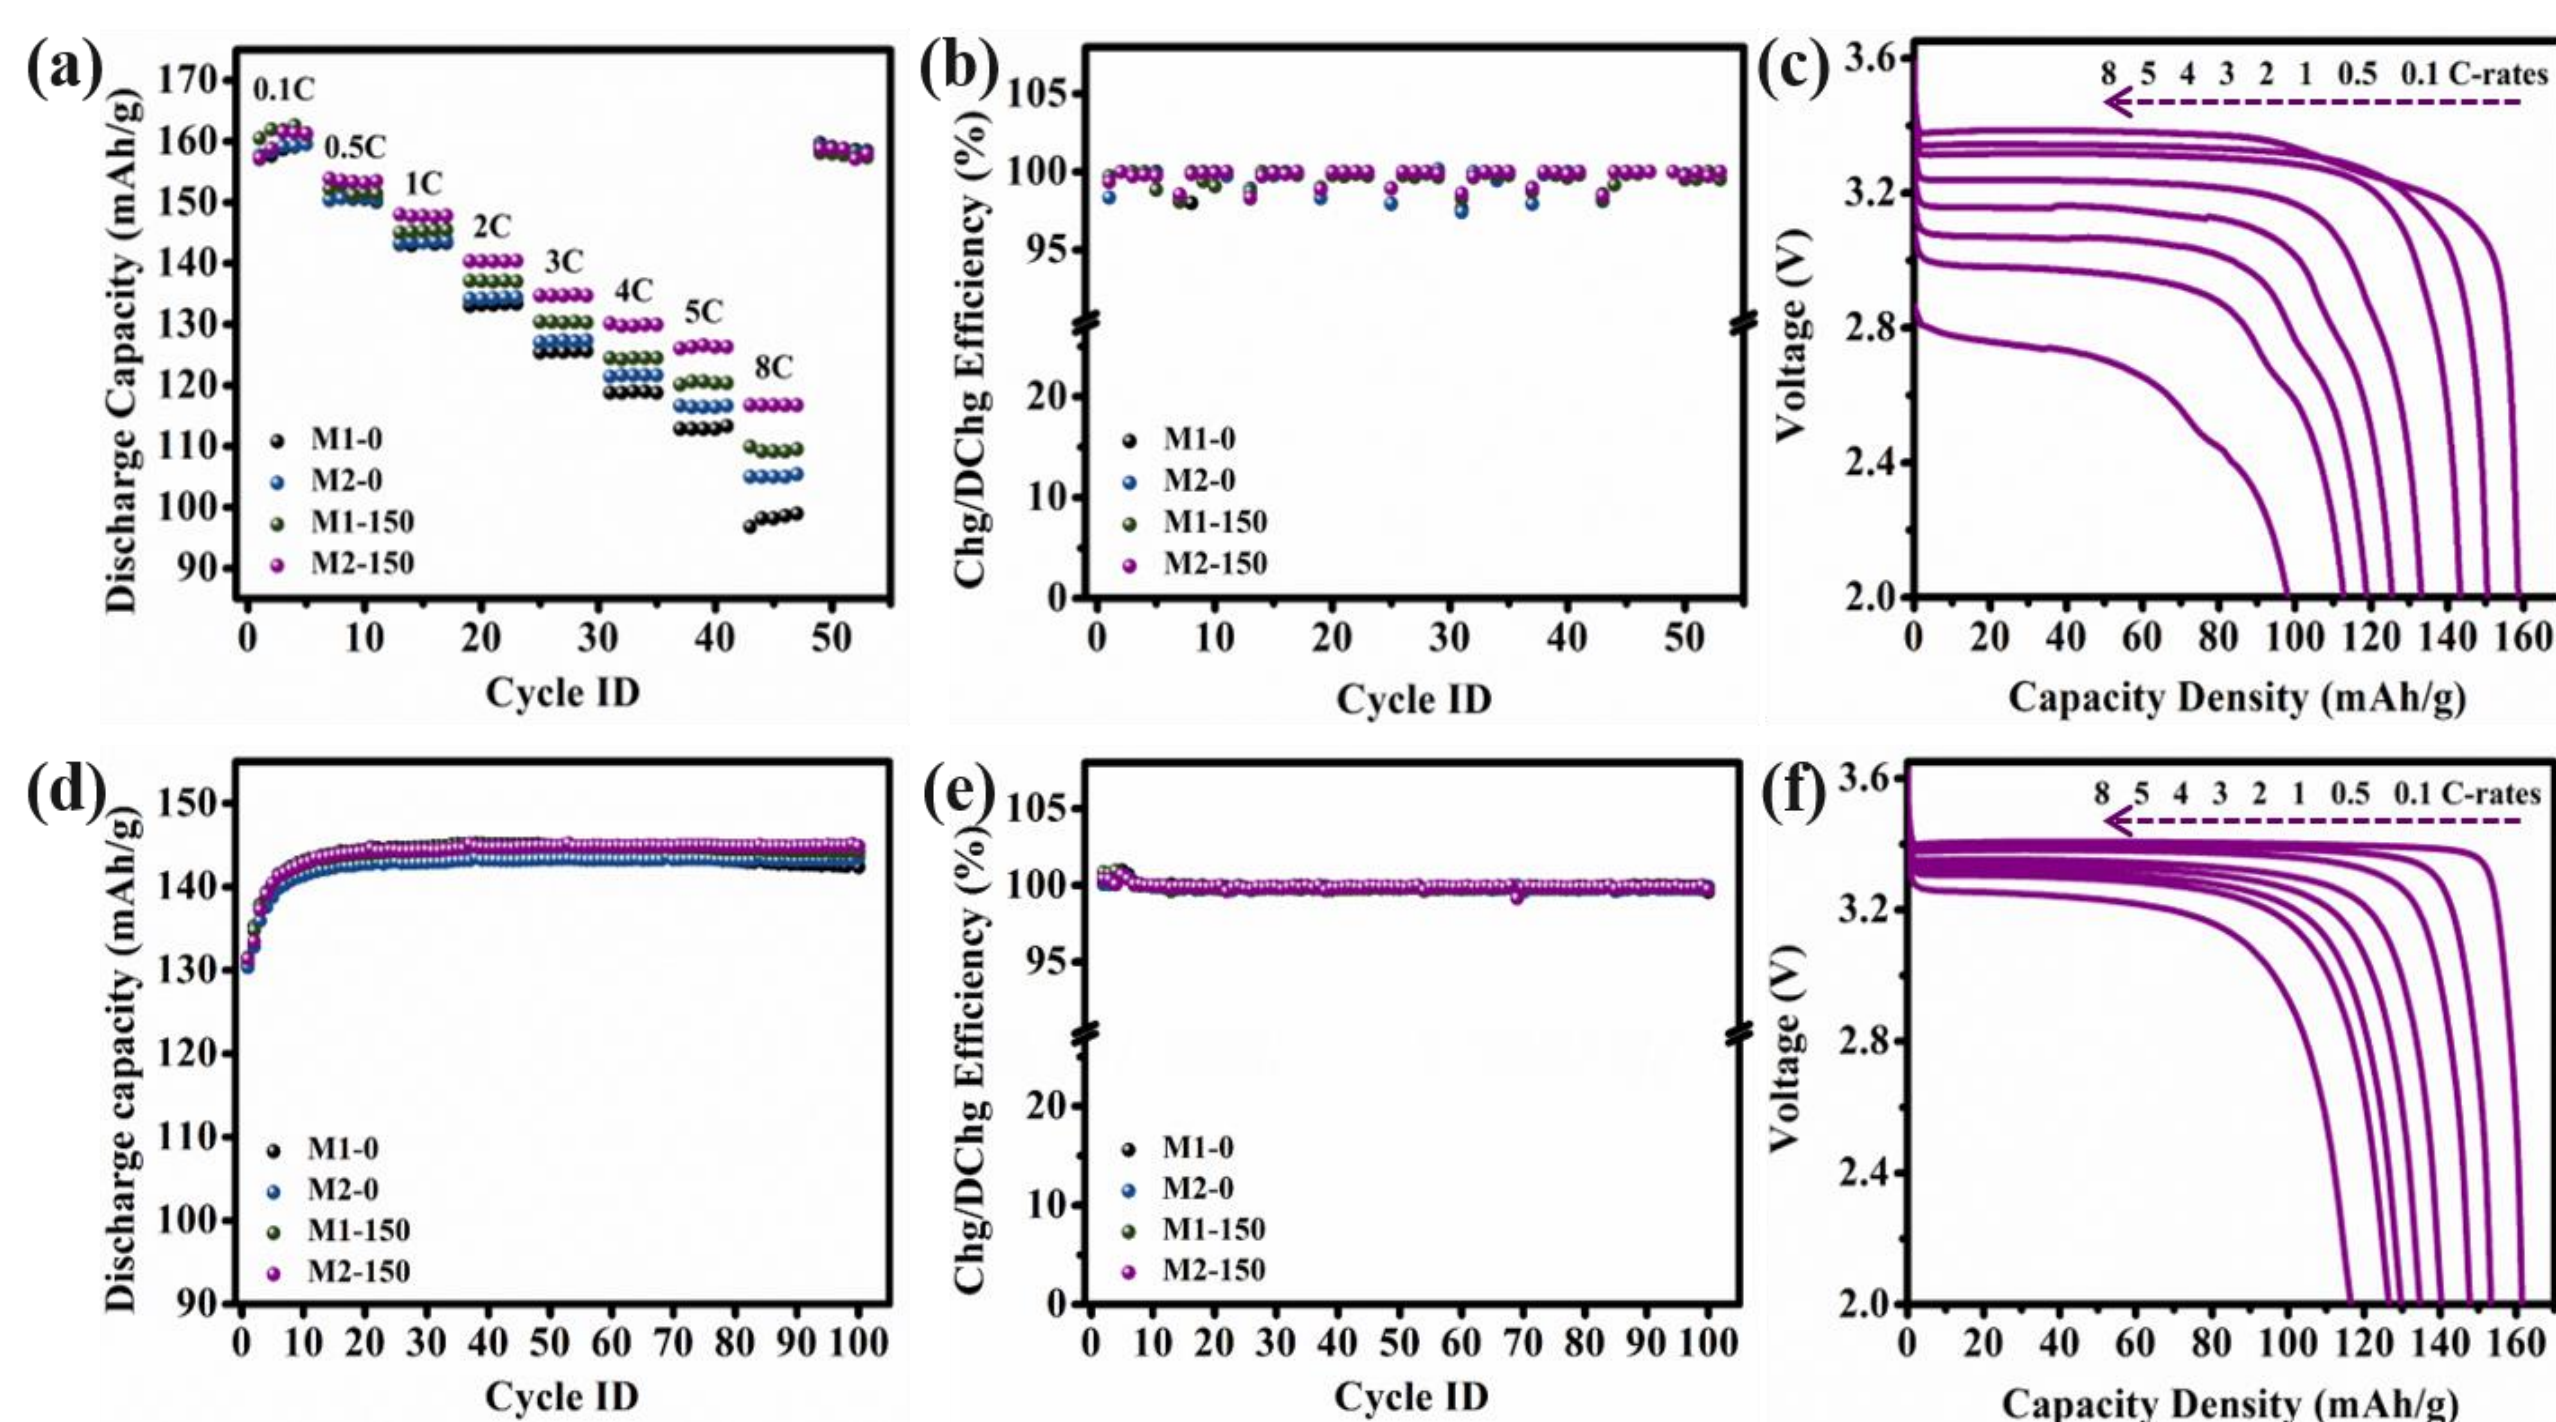 (a)
Discharge Capacity (mAh/g)
170
160
150
140
130
120
110
100
90
0.1C
0.5C
1C
2C
3C
4C
5C
8C
M1-0
M2-0
M1-150
M2-150
0 10 20 30 40 50
Cycle ID
(b)
Chg/DChg Efficiency (%)
105
100
95
20
10
0
M1-0
M2-0
M1-150
M2-150
0 10 20 30 40 50
Cycle ID
(c)
Voltage (V)
3.6
3.2
2.8
2.4
2.0
8 5 4 3 2 1 0.5 0.1 C-rates
0 20 40 60 80 100 120 140 160
Capacity Density (mAh/g)
(d)
Discharge capacity (mAh/g)
150
140
130
120
110
100
90
M1-0
M2-0
M1-150
M2-150
0 10 20 30 40 50 60 70 80 90 100
Cycle ID
(e)
Chg/DChg Efficiency (%)
105
100
95
20
10
0
M1-0
M2-0
M1-150
M2-150
0 10 20 30 40 50 60 70 80 90 100
Cycle ID
(f)
Voltage (V)
3.6
3.2
2.8
2.4
2.0
8 5 4 3 2 1 0.5 0.1 C-rates
0 20 40 60 80 100 120 140 160
Capacity Density (mAh/g)